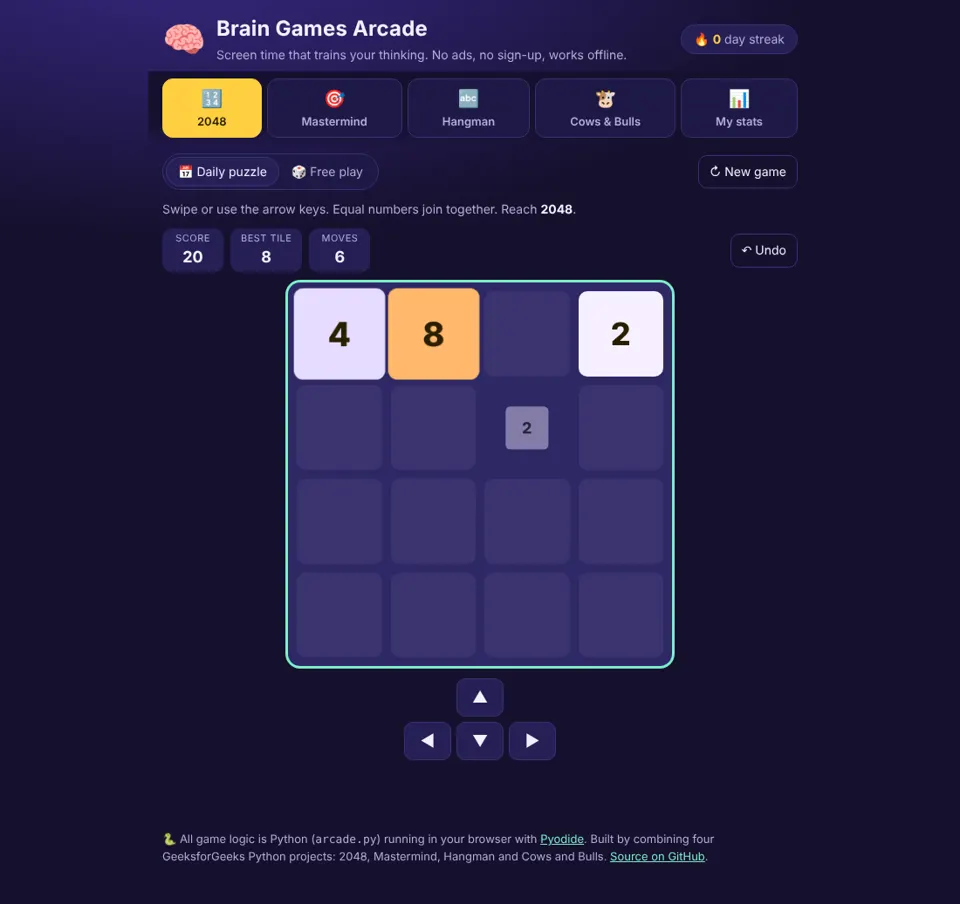 Brain Games Arcade
Screen time that trains your thinking. No ads, no sign-up, works offline.
🔥 0 day streak
2048
Mastermind
abc
Hangman
Cows & Bulls
My stats
📅 Daily puzzle
🎲 Free play
↻ New game
Swipe or use the arrow keys. Equal numbers join together. Reach 2048.
SCORE
20
BEST TILE
8
MOVES
6
↶ Undo
4 8 2
2
▲
◀ ▼ ▶
🐍 All game logic is Python (arcade.py) running in your browser with Pyodide. Built by combining four
GeeksforGeeks Python projects: 2048, Mastermind, Hangman and Cows and Bulls. Source on GitHub.